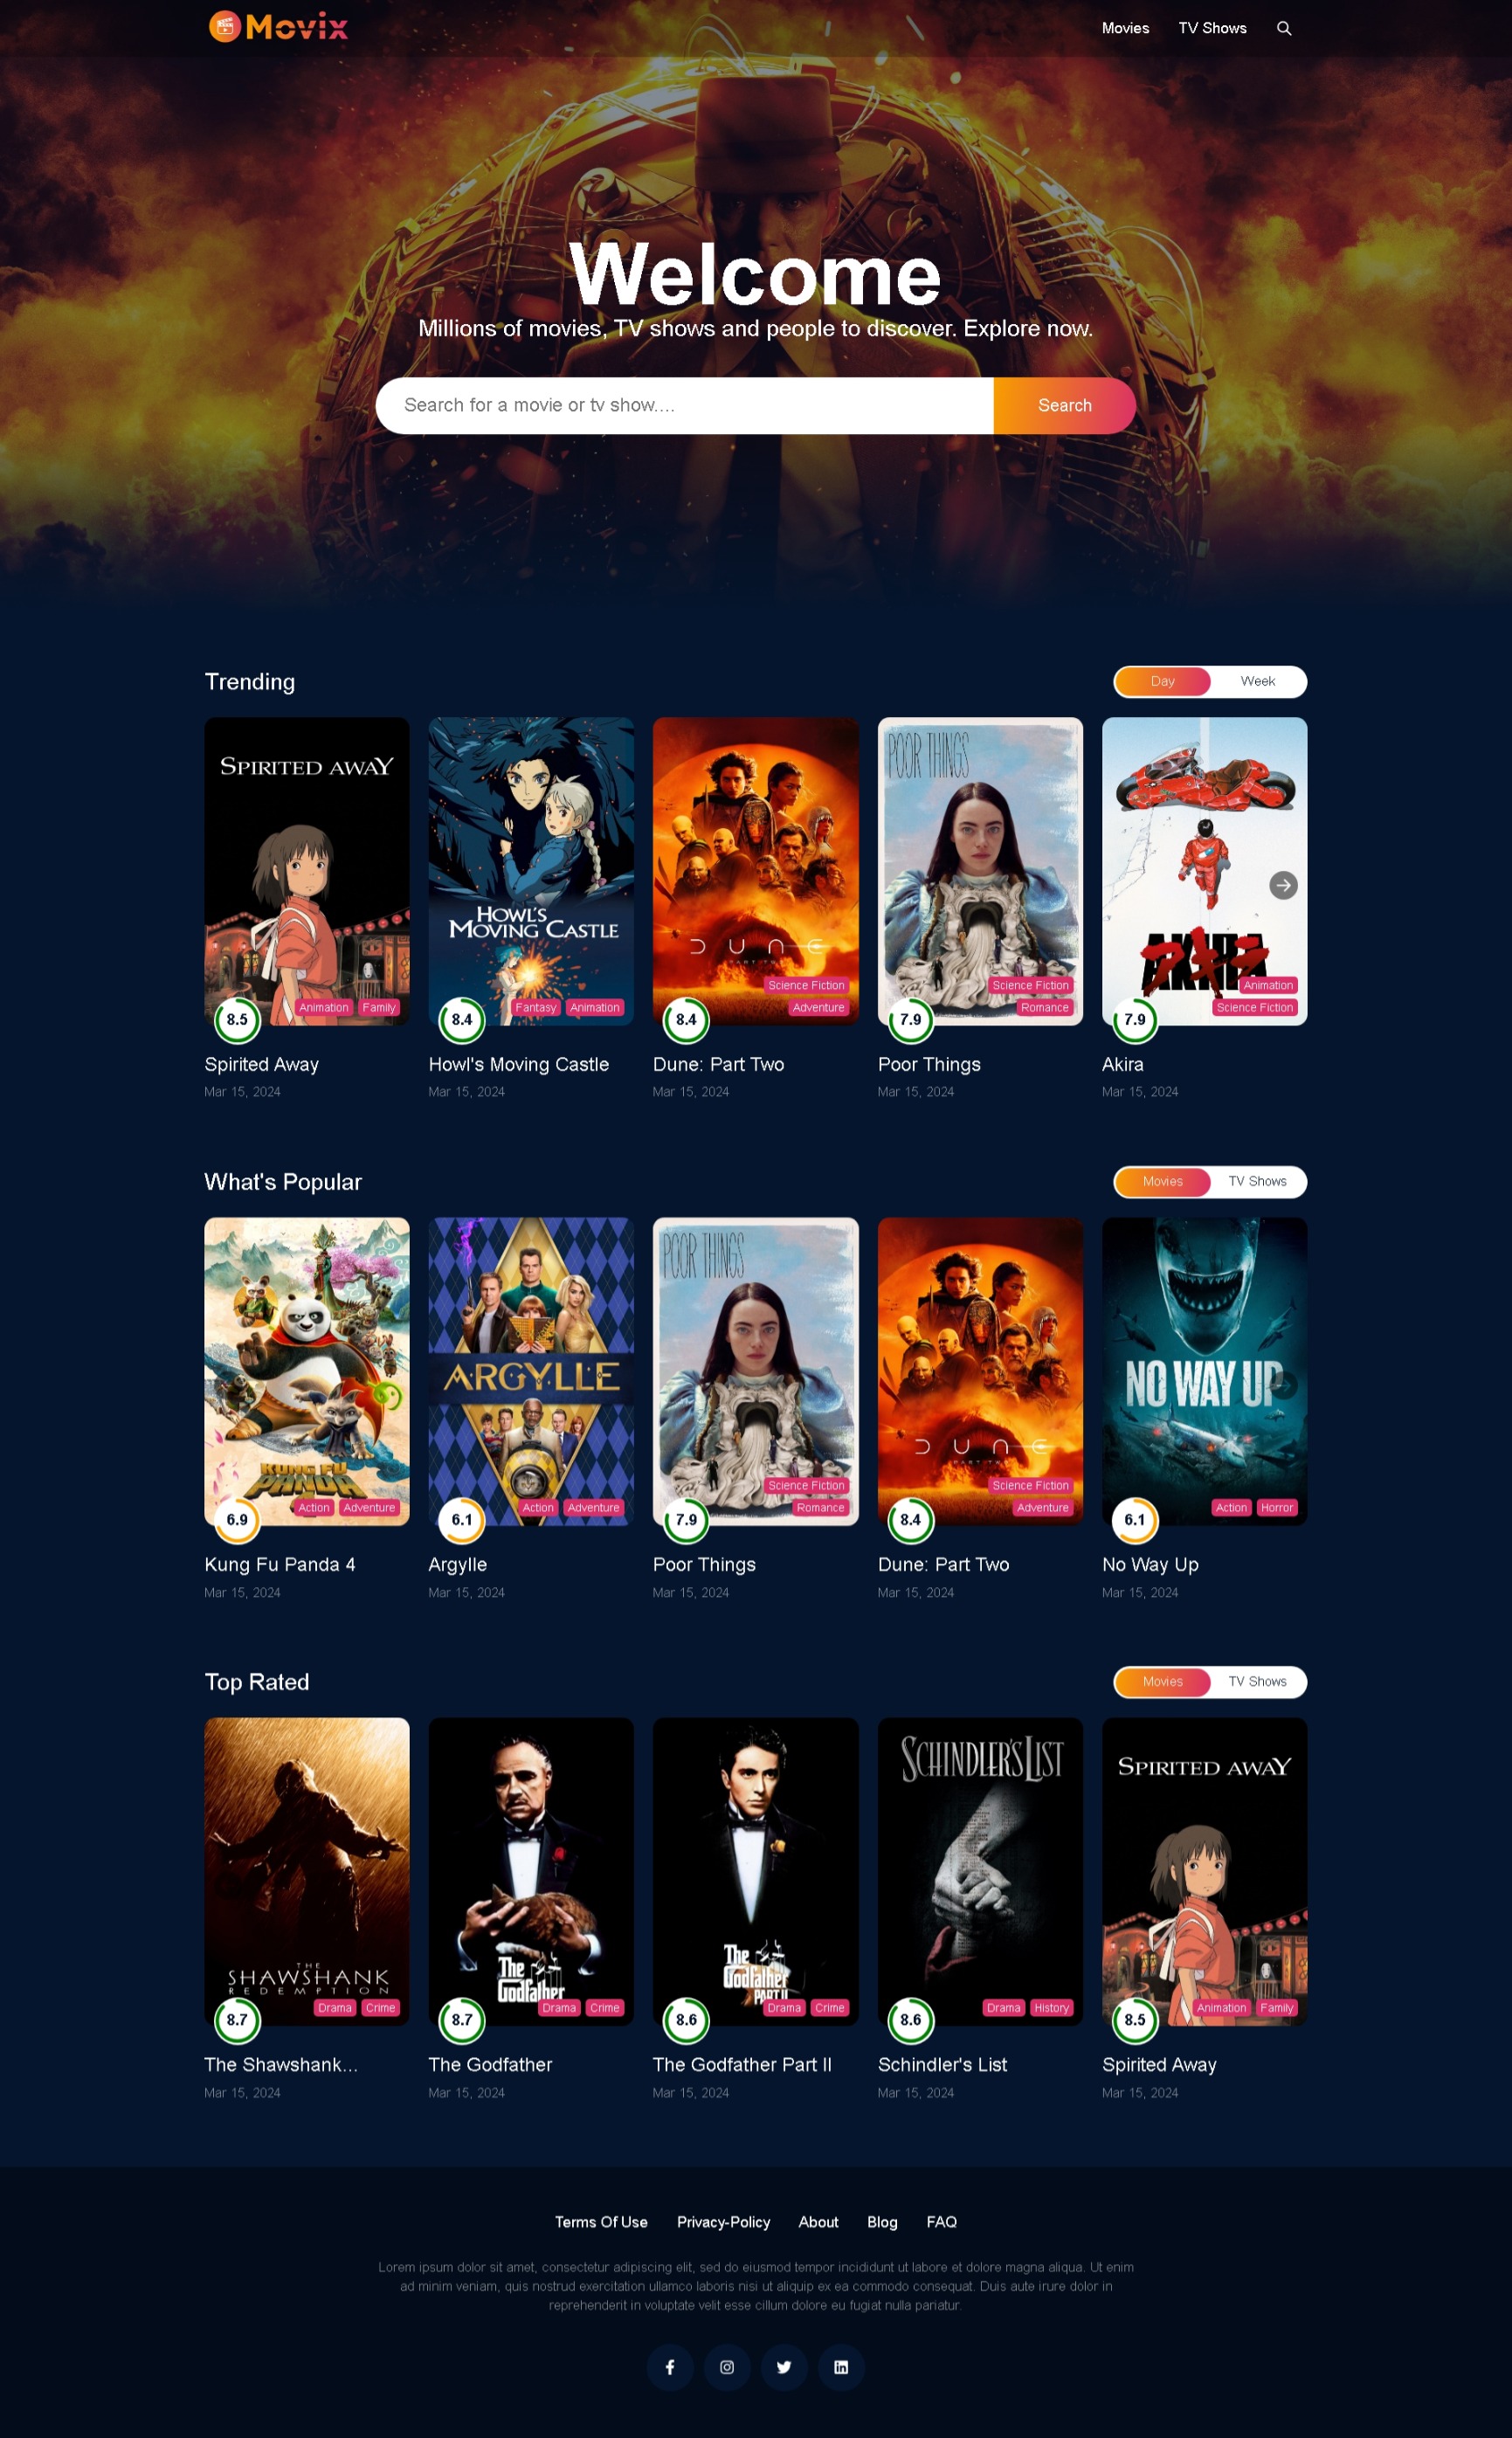 Movix
Movies TV Shows
Welcome
Millions of movies, TV shows and people to discover. Explore now.
Search for a movie or tv show....
Search
Trending
Day Week
SPIRITED AWAY
HOWL'S
MOVING CASTLE
DUNE
PART TWO
POOR THINGS
AKIRA
アキラ
8.5 Animation Family
8.4 Fantasy Animation
8.4 Science Fiction Adventure
7.9 Science Fiction Romance
7.9 Animation Science Fiction
Spirited Away Howl's Moving Castle Dune: Part Two Poor Things Akira
Mar 15, 2024 Mar 15, 2024 Mar 15, 2024 Mar 15, 2024 Mar 15, 2024
What's Popular
Movies TV Shows
KUNG FU
PANDA
ARGYLLE
POOR THINGS
DUNE
PART TWO
NO WAY UP
6.9 Action Adventure
6.1 Action Adventure
7.9 Science Fiction Romance
8.4 Science Fiction Adventure
6.1 Action Horror
Kung Fu Panda 4 Argylle Poor Things Dune: Part Two No Way Up
Mar 15, 2024 Mar 15, 2024 Mar 15, 2024 Mar 15, 2024 Mar 15, 2024
Top Rated
Movies TV Shows
THE
SHAWSHANK
REDEMPTION
The
Godfather
The
Godfather
PART II
SCHINDLER'S LIST
SPIRITED AWAY
8.7 Drama Crime
8.7 Drama Crime
8.6 Drama Crime
8.6 Drama History
8.5 Animation Family
The Shawshank... The Godfather The Godfather Part II Schindler's List Spirited Away
Mar 15, 2024 Mar 15, 2024 Mar 15, 2024 Mar 15, 2024 Mar 15, 2024
Terms Of Use Privacy-Policy About Blog FAQ
Lorem ipsum dolor sit amet, consectetur adipiscing elit, sed do eiusmod tempor incididunt ut labore et dolore magna aliqua. Ut enim
ad minim veniam, quis nostrud exercitation ullamco laboris nisi ut aliquip ex ea commodo consequat. Duis aute irure dolor in
reprehenderit in voluptate velit esse cillum dolore eu fugiat nulla pariatur.